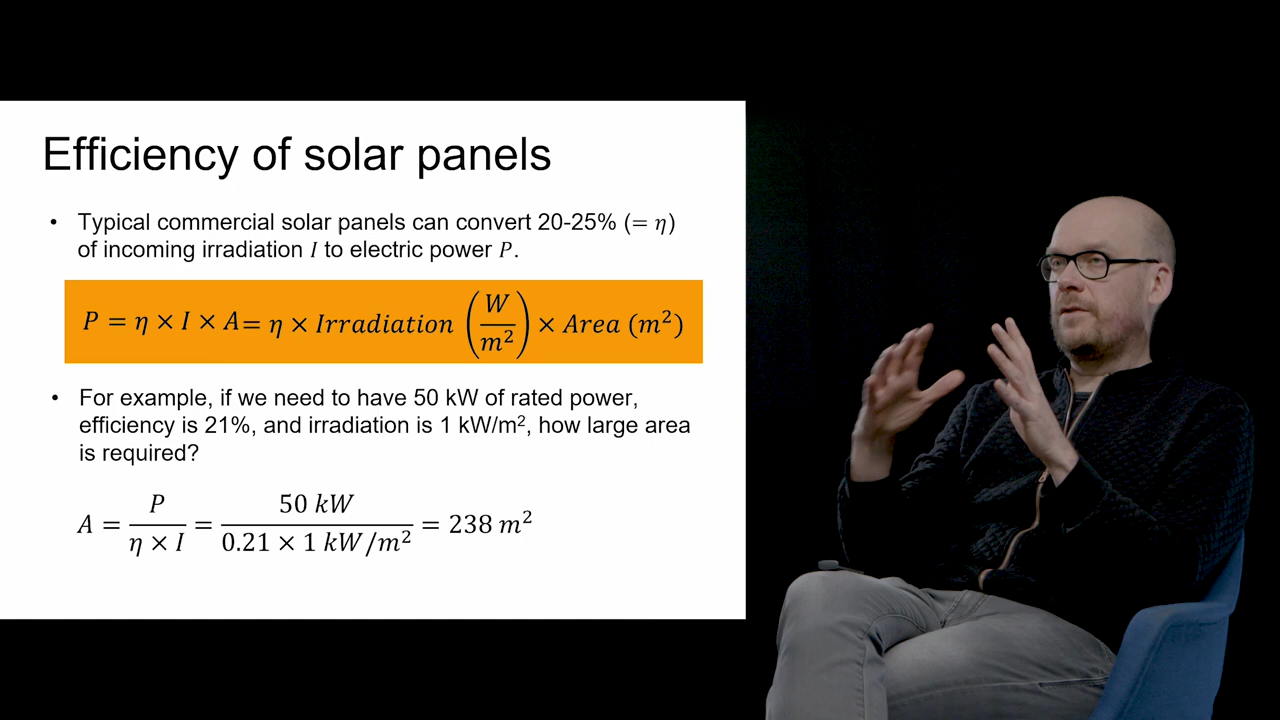 Efficiency of solar panels
• Typical commercial solar panels can convert 20-25% (= η)
of incoming irradiation I to electric power P.
P = η × I × A= η × Irradiation (W/m²) × Area (m²)
• For example, if we need to have 50 kW of rated power,
efficiency is 21%, and irradiation is 1 kW/m², how large area
is required?
A = P/(η × I) = 50 kW/(0.21 × 1 kW/m²) = 238 m²